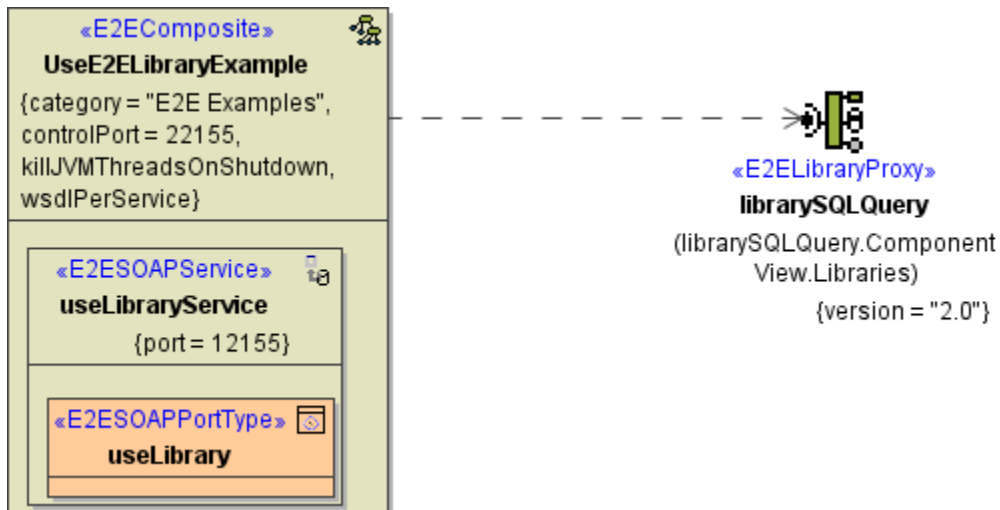 «E2EComposite»
UseE2ELibraryExample
{category = "E2E Examples",
controlPort = 22155,
killJVMThreadsOnShutdown,
wsdlPerService}
«E2ESOAPService»
useLibraryService
{port = 12155}
«E2ESOAPPortType»
useLibrary
«E2ELibraryProxy»
librarySQLQuery
(librarySQLQuery.Component
View.Libraries)
{version = "2.0"}